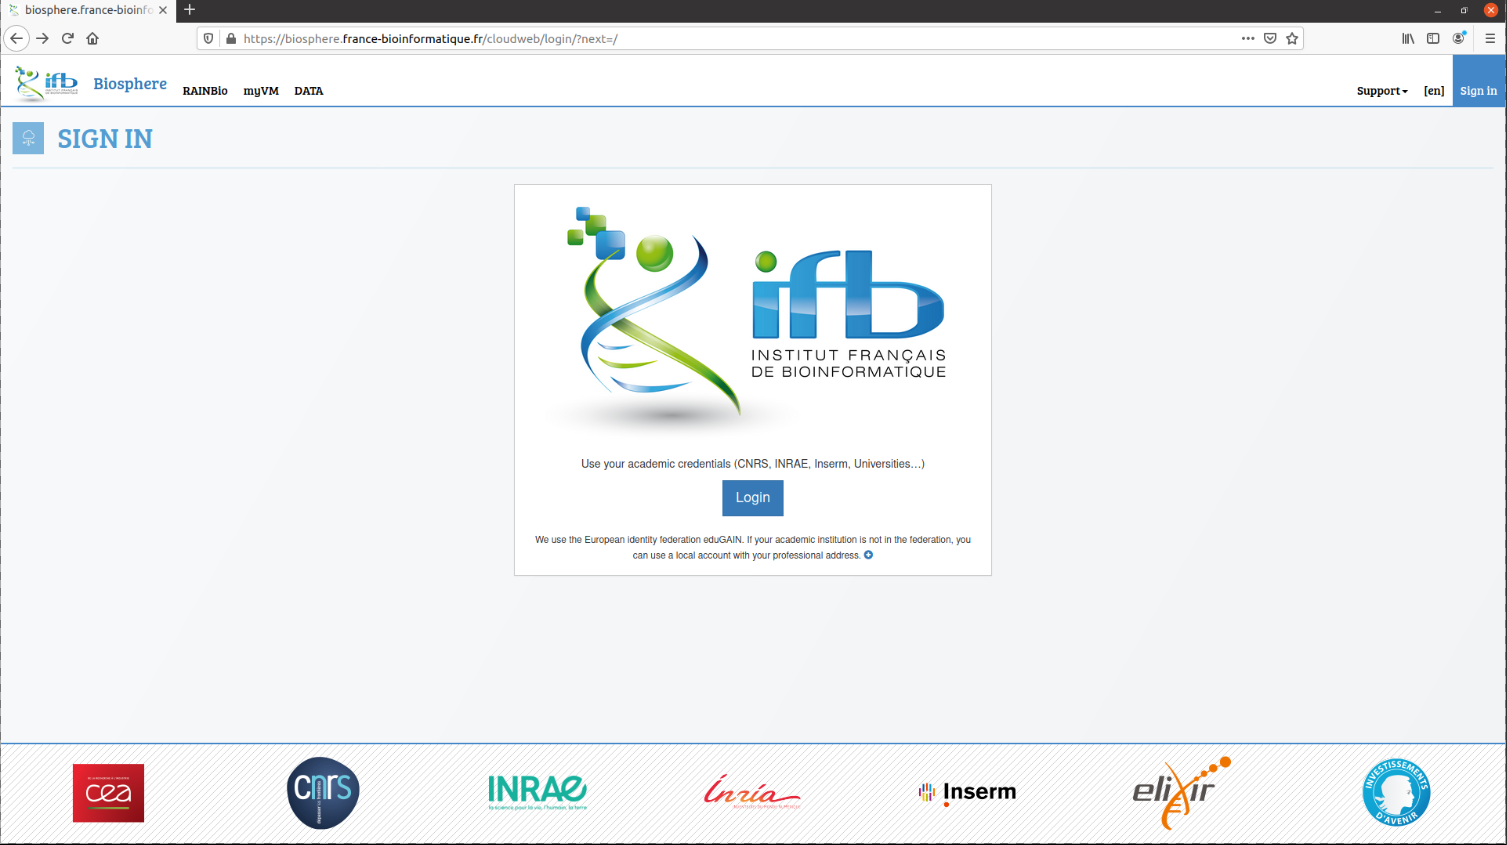 biosphere.france-bioinfo
https://biosphere.france-bioinformatique.fr/cloudweb/login/?next=/
ifb
Biosphere
RAINBio
myVM
DATA
Support
[en]
Sign in
SIGN IN
ifb
INSTITUT FRANÇAIS
DE BIOINFORMATIQUE
Use your academic credentials (CNRS, INRAE, Inserm, Universities...)
Login
We use the European identity federation eduGAIN. If your academic institution is not in the federation, you
can use a local account with your professional address.
cea
cnrs
INRAE
la science pour la vie, l'humain, la terre
Inria
Inserm
elixir
INVESTISSEMENTS
D'AVENIR